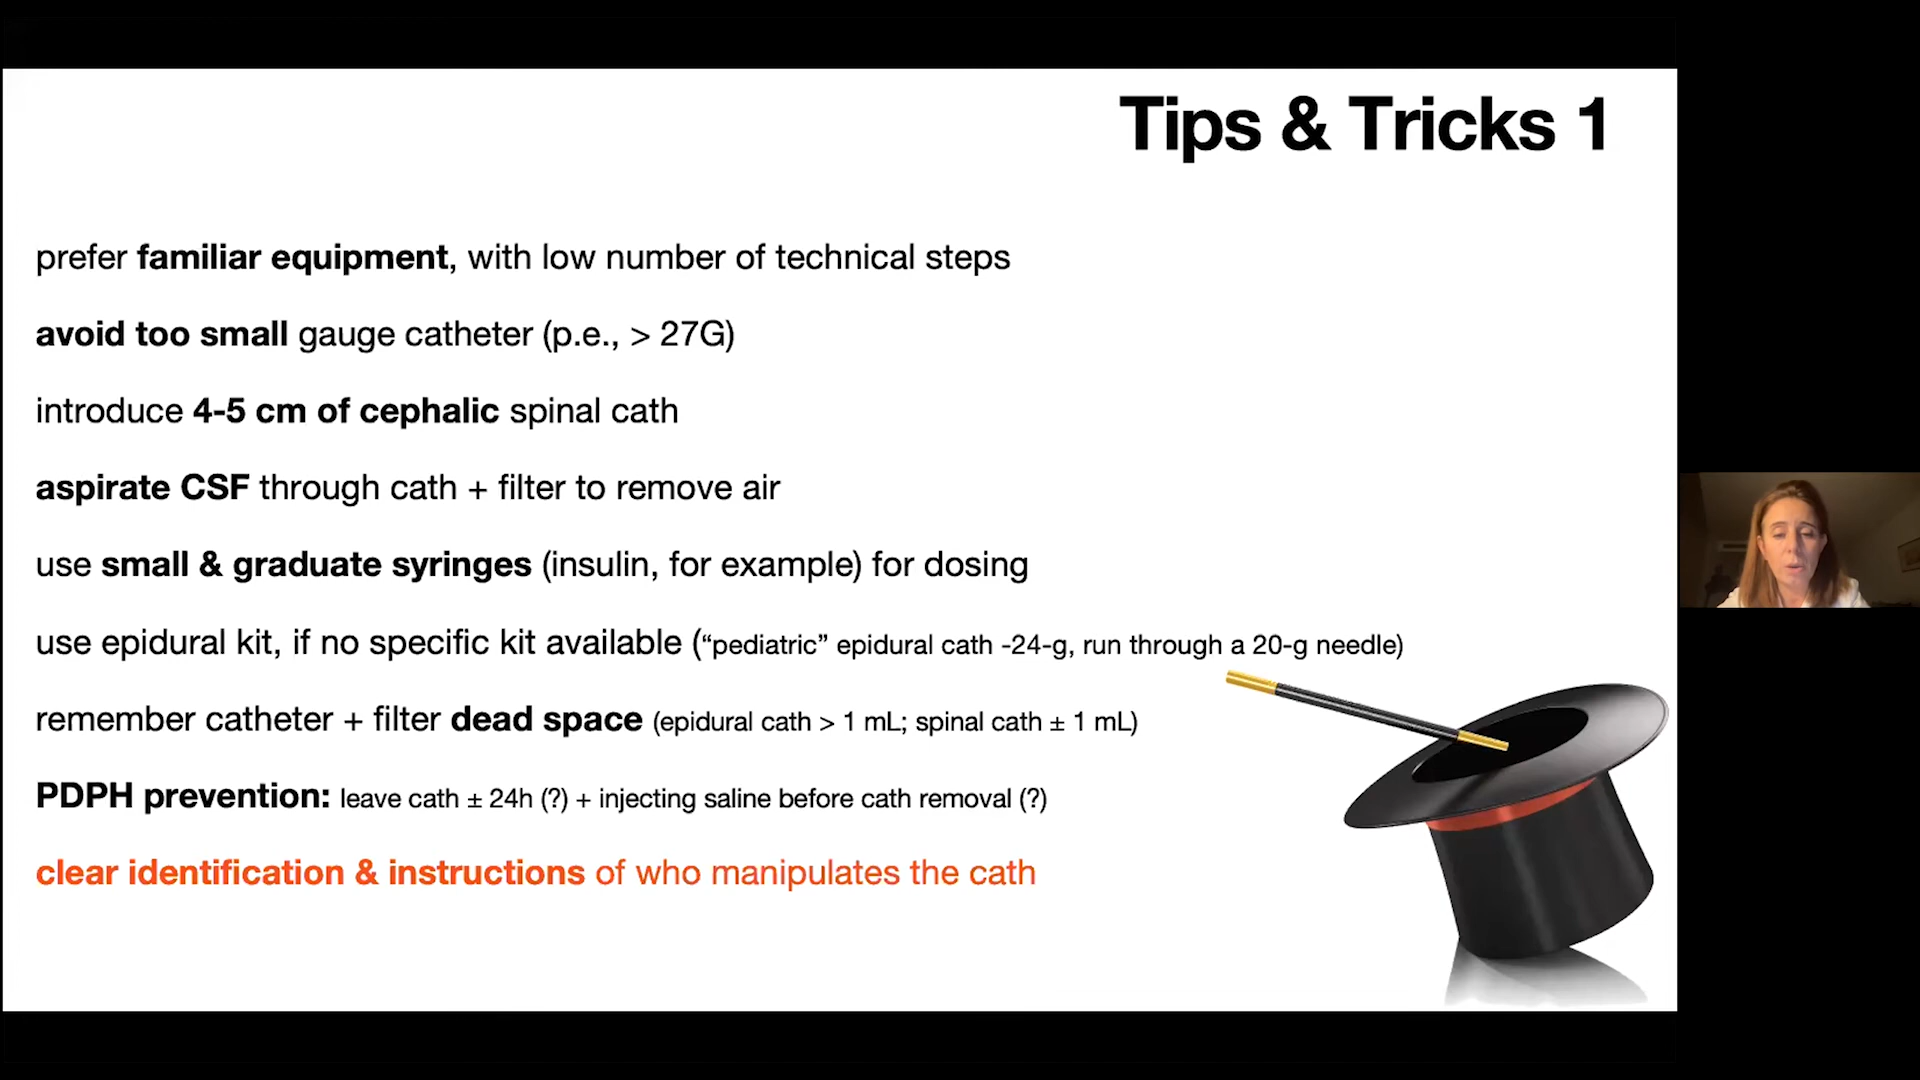 Tips & Tricks 1
prefer familiar equipment, with low number of technical steps
avoid too small gauge catheter (p.e., > 27G)
introduce 4-5 cm of cephalic spinal cath
aspirate CSF through cath + filter to remove air
use small & graduate syringes (insulin, for example) for dosing
use epidural kit, if no specific kit available (“pediatric” epidural cath -24-g, run through a 20-g needle)
remember catheter + filter dead space (epidural cath > 1 mL; spinal cath ± 1 mL)
PDPH prevention: leave cath ± 24h (?) + injecting saline before cath removal (?)
clear identification & instructions of who manipulates the cath